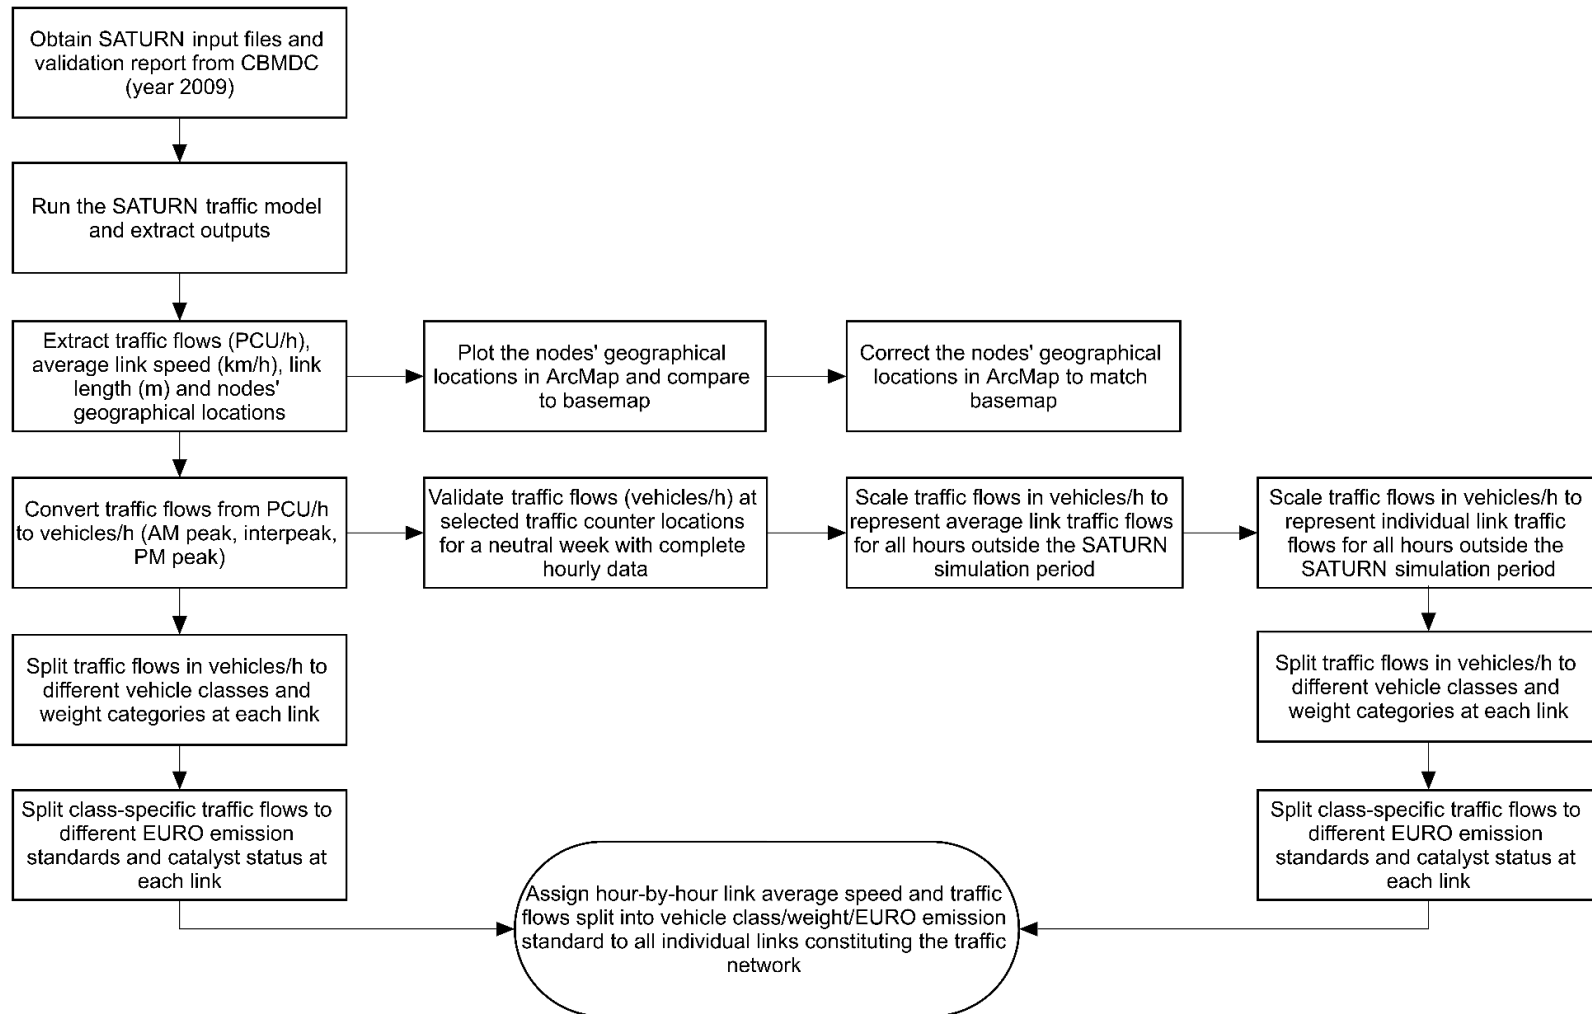 Obtain SATURN input files and
validation report from CBMDC
(year 2009)
Run the SATURN traffic model
and extract outputs
Extract traffic flows (PCU/h),
average link speed (km/h), link
length (m) and nodes'
geographical locations
Plot the nodes' geographical
locations in ArcMap and compare
to basemap
Correct the nodes' geographical
locations in ArcMap to match
basemap
Convert traffic flows from PCU/h
to vehicles/h (AM peak, interpeak,
PM peak)
Validate traffic flows (vehicles/h) at
selected traffic counter locations
for a neutral week with complete
hourly data
Scale traffic flows in vehicles/h to
represent average link traffic flows
for all hours outside the SATURN
simulation period
Scale traffic flows in vehicles/h to
represent individual link traffic
flows for all hours outside the
SATURN simulation period
Split traffic flows in vehicles/h to
different vehicle classes and
weight categories at each link
Split traffic flows in vehicles/h to
different vehicle classes and
weight categories at each link
Split class-specific traffic flows to
different EURO emission
standards and catalyst status at
each link
Split class-specific traffic flows to
different EURO emission
standards and catalyst status at
each link
Assign hour-by-hour link average speed and traffic
flows split into vehicle class/weight/EURO emission
standard to all individual links constituting the traffic
network